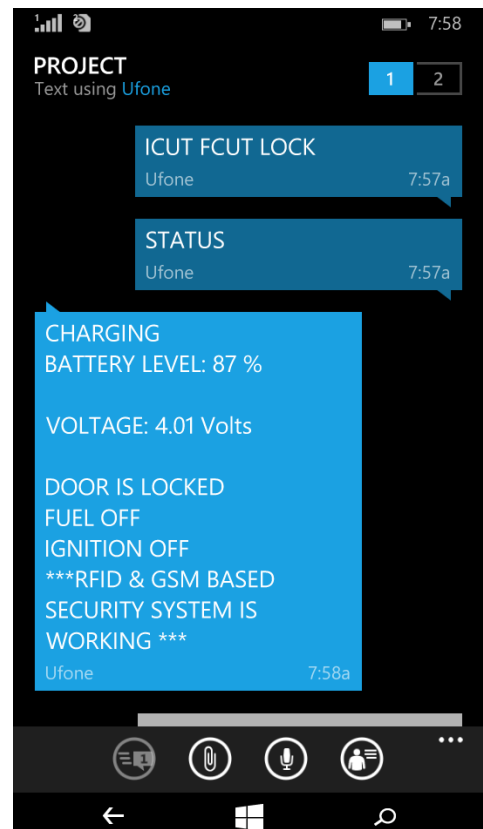 1
7:58
PROJECT
Text using Ufone
1 2
ICUT FCUT LOCK
Ufone 7:57a
STATUS
Ufone 7:57a
CHARGING
BATTERY LEVEL: 87 %
VOLTAGE: 4.01 Volts
DOOR IS LOCKED
FUEL OFF
IGNITION OFF
***RFID & GSM BASED
SECURITY SYSTEM IS
WORKING ***
Ufone 7:58a
1